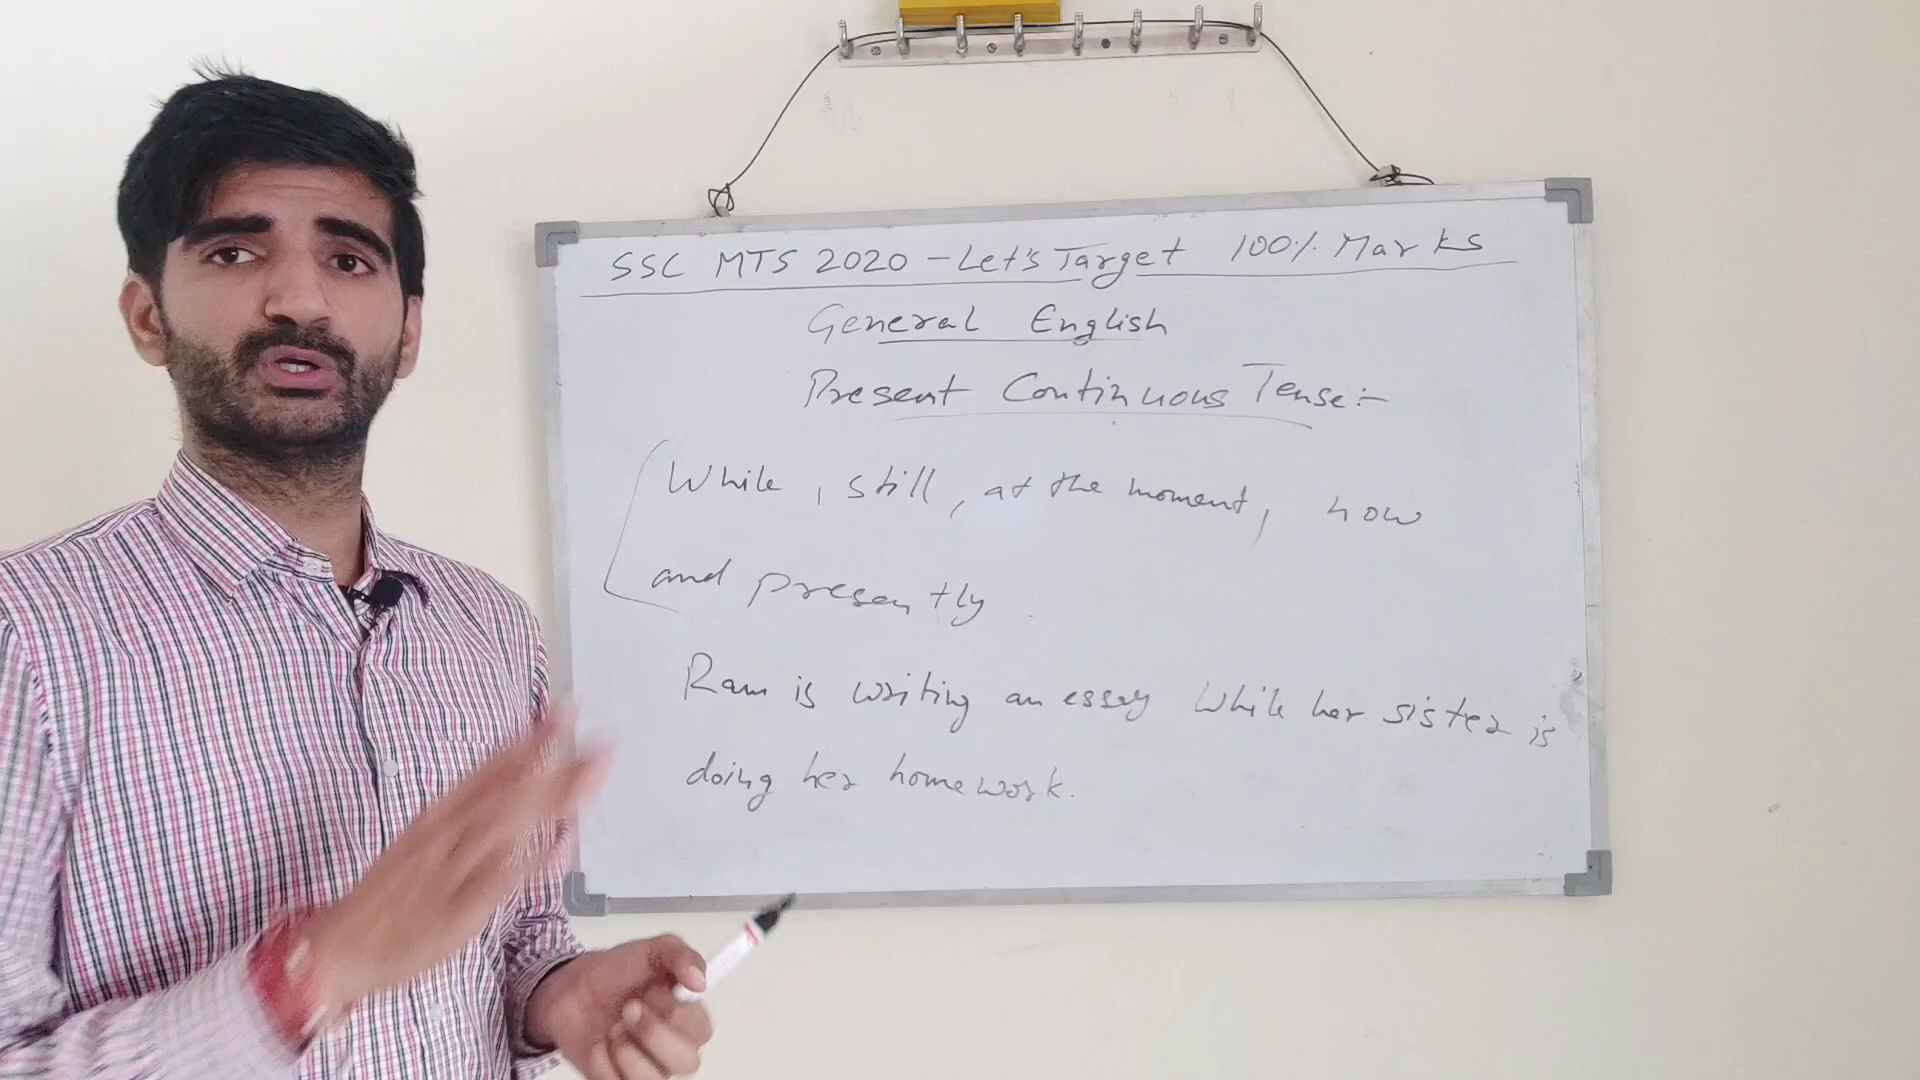 SSC MTS 2020 - Let's Target 100% Marks
General English
Present Continuous Tense:-
While, still, at the moment, now
and presently.
Ram is writing an essay While her sister is
doing her homework.